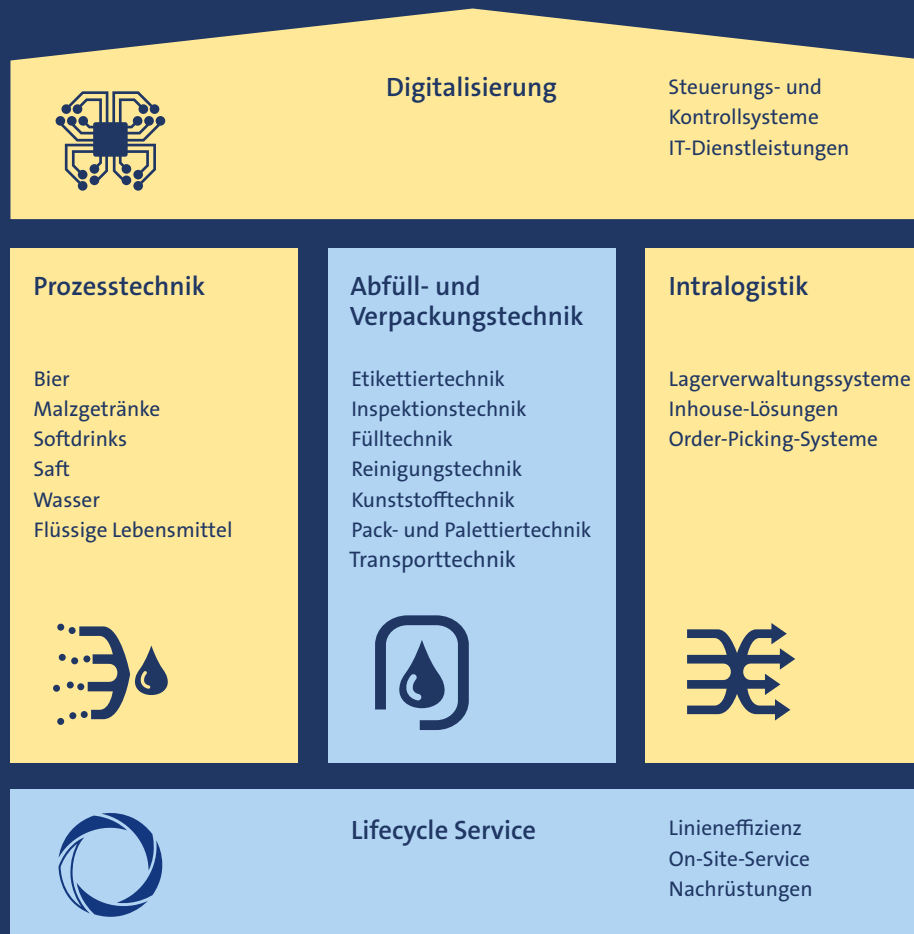 Digitalisierung
Steuerungs- und
Kontrollsysteme
IT-Dienstleistungen
Prozesstechnik
Bier
Malzgetränke
Softdrinks
Saft
Wasser
Flüssige Lebensmittel
Abfüll- und
Verpackungstechnik
Etikettiertechnik
Inspektionstechnik
Fülltechnik
Reinigungstechnik
Kunststofftechnik
Pack- und Palettiertechnik
Transporttechnik
Intralogistik
Lagerverwaltungssysteme
Inhouse-Lösungen
Order-Picking-Systeme
Lifecycle Service
Linieneffizienz
On-Site-Service
Nachrüstungen